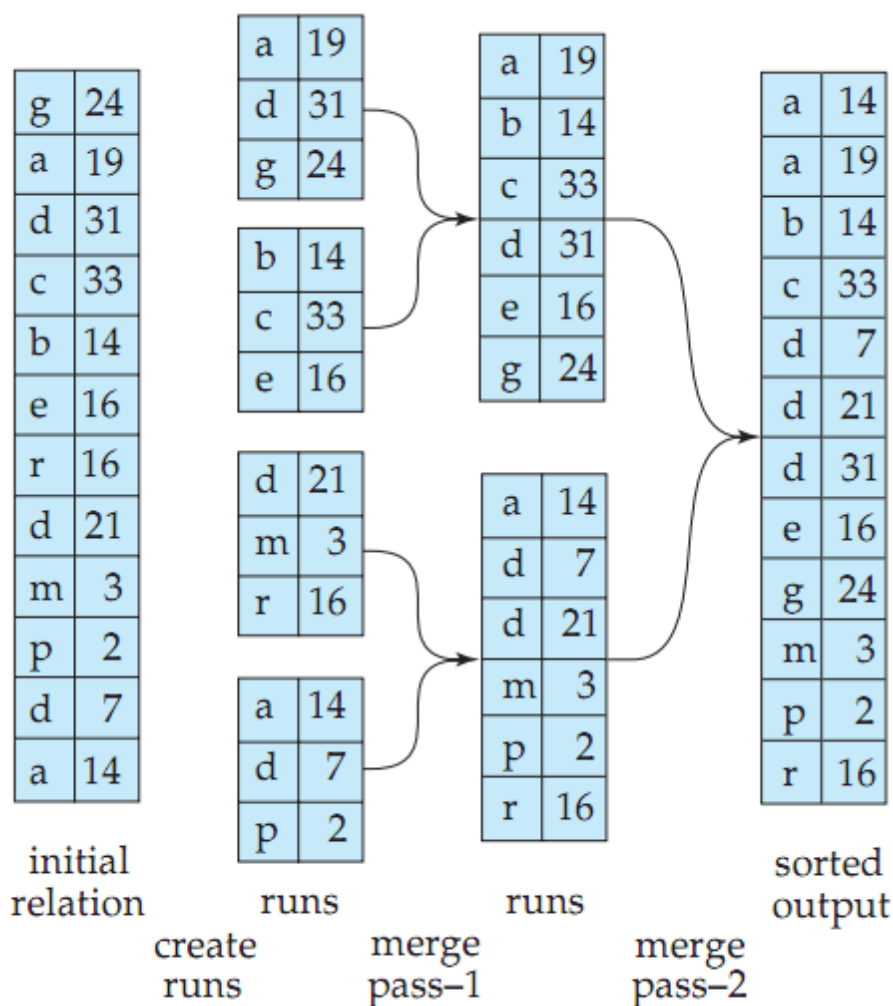 g 24
a 19
d 31
c 33
b 14
e 16
r 16
d 21
m 3
p 2
d 7
a 14
initial
relation
create
runs
a 19
d 31
g 24
b 14
c 33
e 16
d 21
m 3
r 16
a 14
d 7
p 2
runs
merge
pass–1
a 19
b 14
c 33
d 31
e 16
g 24
a 14
d 7
d 21
m 3
p 2
r 16
runs
merge
pass–2
a 14
a 19
b 14
c 33
d 7
d 21
d 31
e 16
g 24
m 3
p 2
r 16
sorted
output